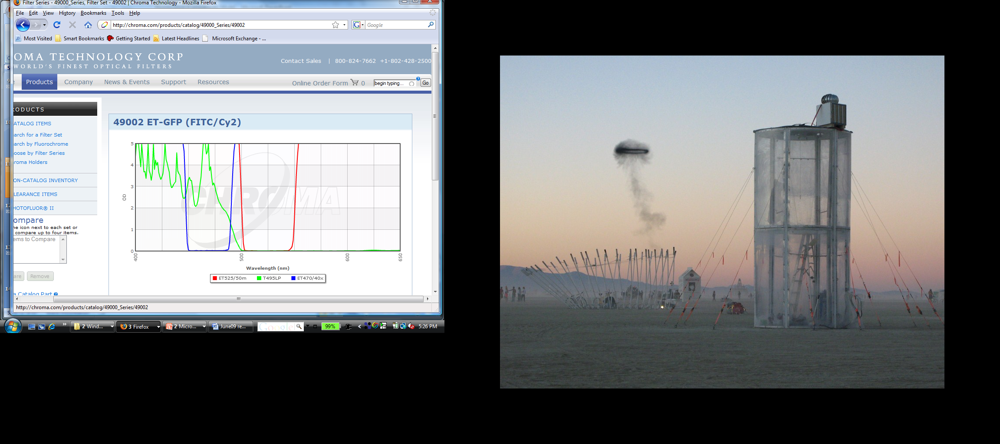 Filter Series - 49000_Series, Filter Set - 49002 | Chroma Technology - Mozilla Firefox
File Edit View History Bookmarks Tools Help
http://chroma.com/products/catalog/49000_Series/49002
G Google
Most Visited Smart Bookmarks Getting Started Latest Headlines Microsoft Exchange - ...
OMA TECHNOLOGY CORP
WORLD'S FINEST OPTICAL FILTERS
Contact Sales | 800-824-7662 +1-802-428-2500
Products Company News & Events Support Resources
Online Order Form 0 begin typing... ? Go
RODUCTS
ATALOG ITEMS
arch for a Filter Set
arch by Fluorochrome
oose by Filter Series
roma Holders
ON-CATALOG INVENTORY
LEARANCE ITEMS
HOTOFLUOR® II
ompare
ne icon next to each set or
compare up to four items.
ems to Compare
are Remove
a Catalog Part ?
49002 ET-GFP (FITC/Cy2)
5
4
3
2
1
0
OD
CHROMA
400 500 600 650
Wavelength (nm)
ET525/50m T495LP ET470/40x
http://chroma.com/products/catalog/49000_Series/49002
2 Wind... 3 Firefox 2 Micro... June09 re... Google 99% 5:26 PM